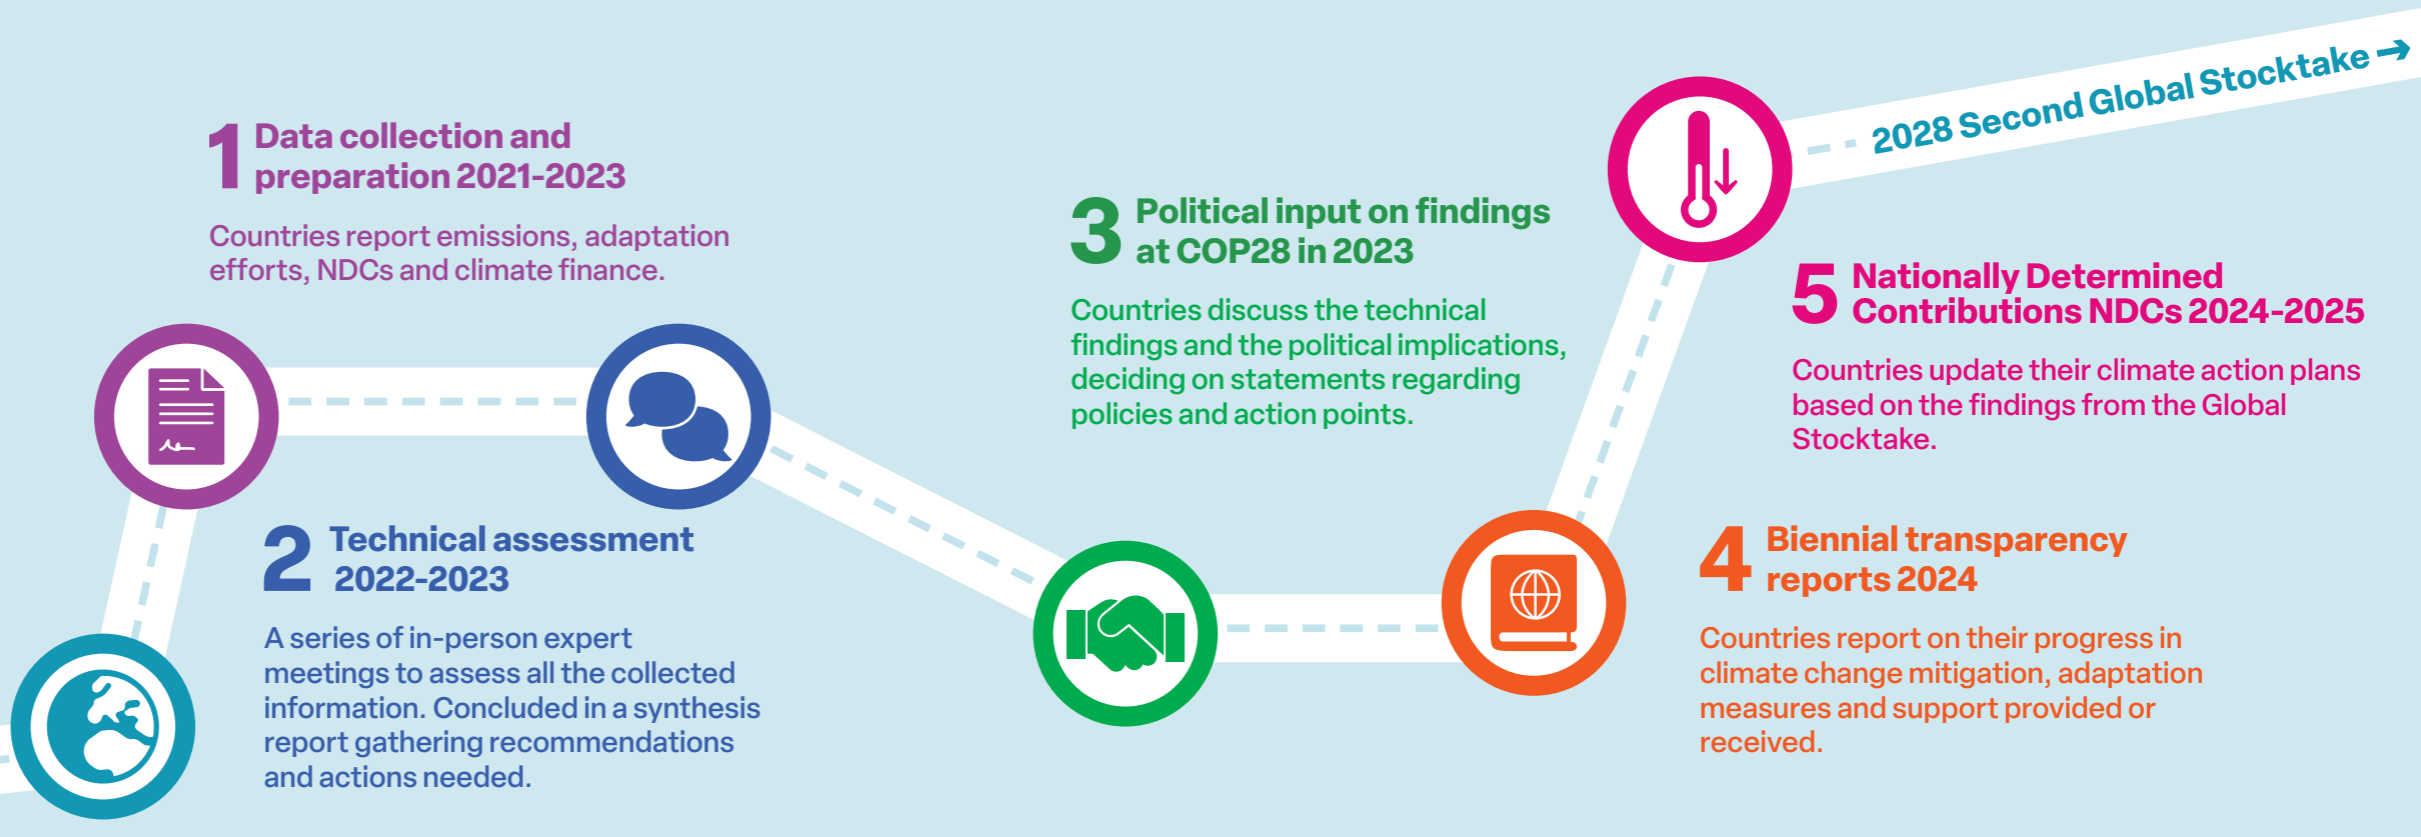 1 Data collection and
preparation 2021-2023
Countries report emissions, adaptation
efforts, NDCs and climate finance.
2 Technical assessment
2022-2023
A series of in-person expert
meetings to assess all the collected
information. Concluded in a synthesis
report gathering recommendations
and actions needed.
3 Political input on findings
at COP28 in 2023
Countries discuss the technical
findings and the political implications,
deciding on statements regarding
policies and action points.
4 Biennial transparency
reports 2024
Countries report on their progress in
climate change mitigation, adaptation
measures and support provided or
received.
5 Nationally Determined
Contributions NDCs 2024-2025
Countries update their climate action plans
based on the findings from the Global
Stocktake.
2028 Second Global Stocktake →